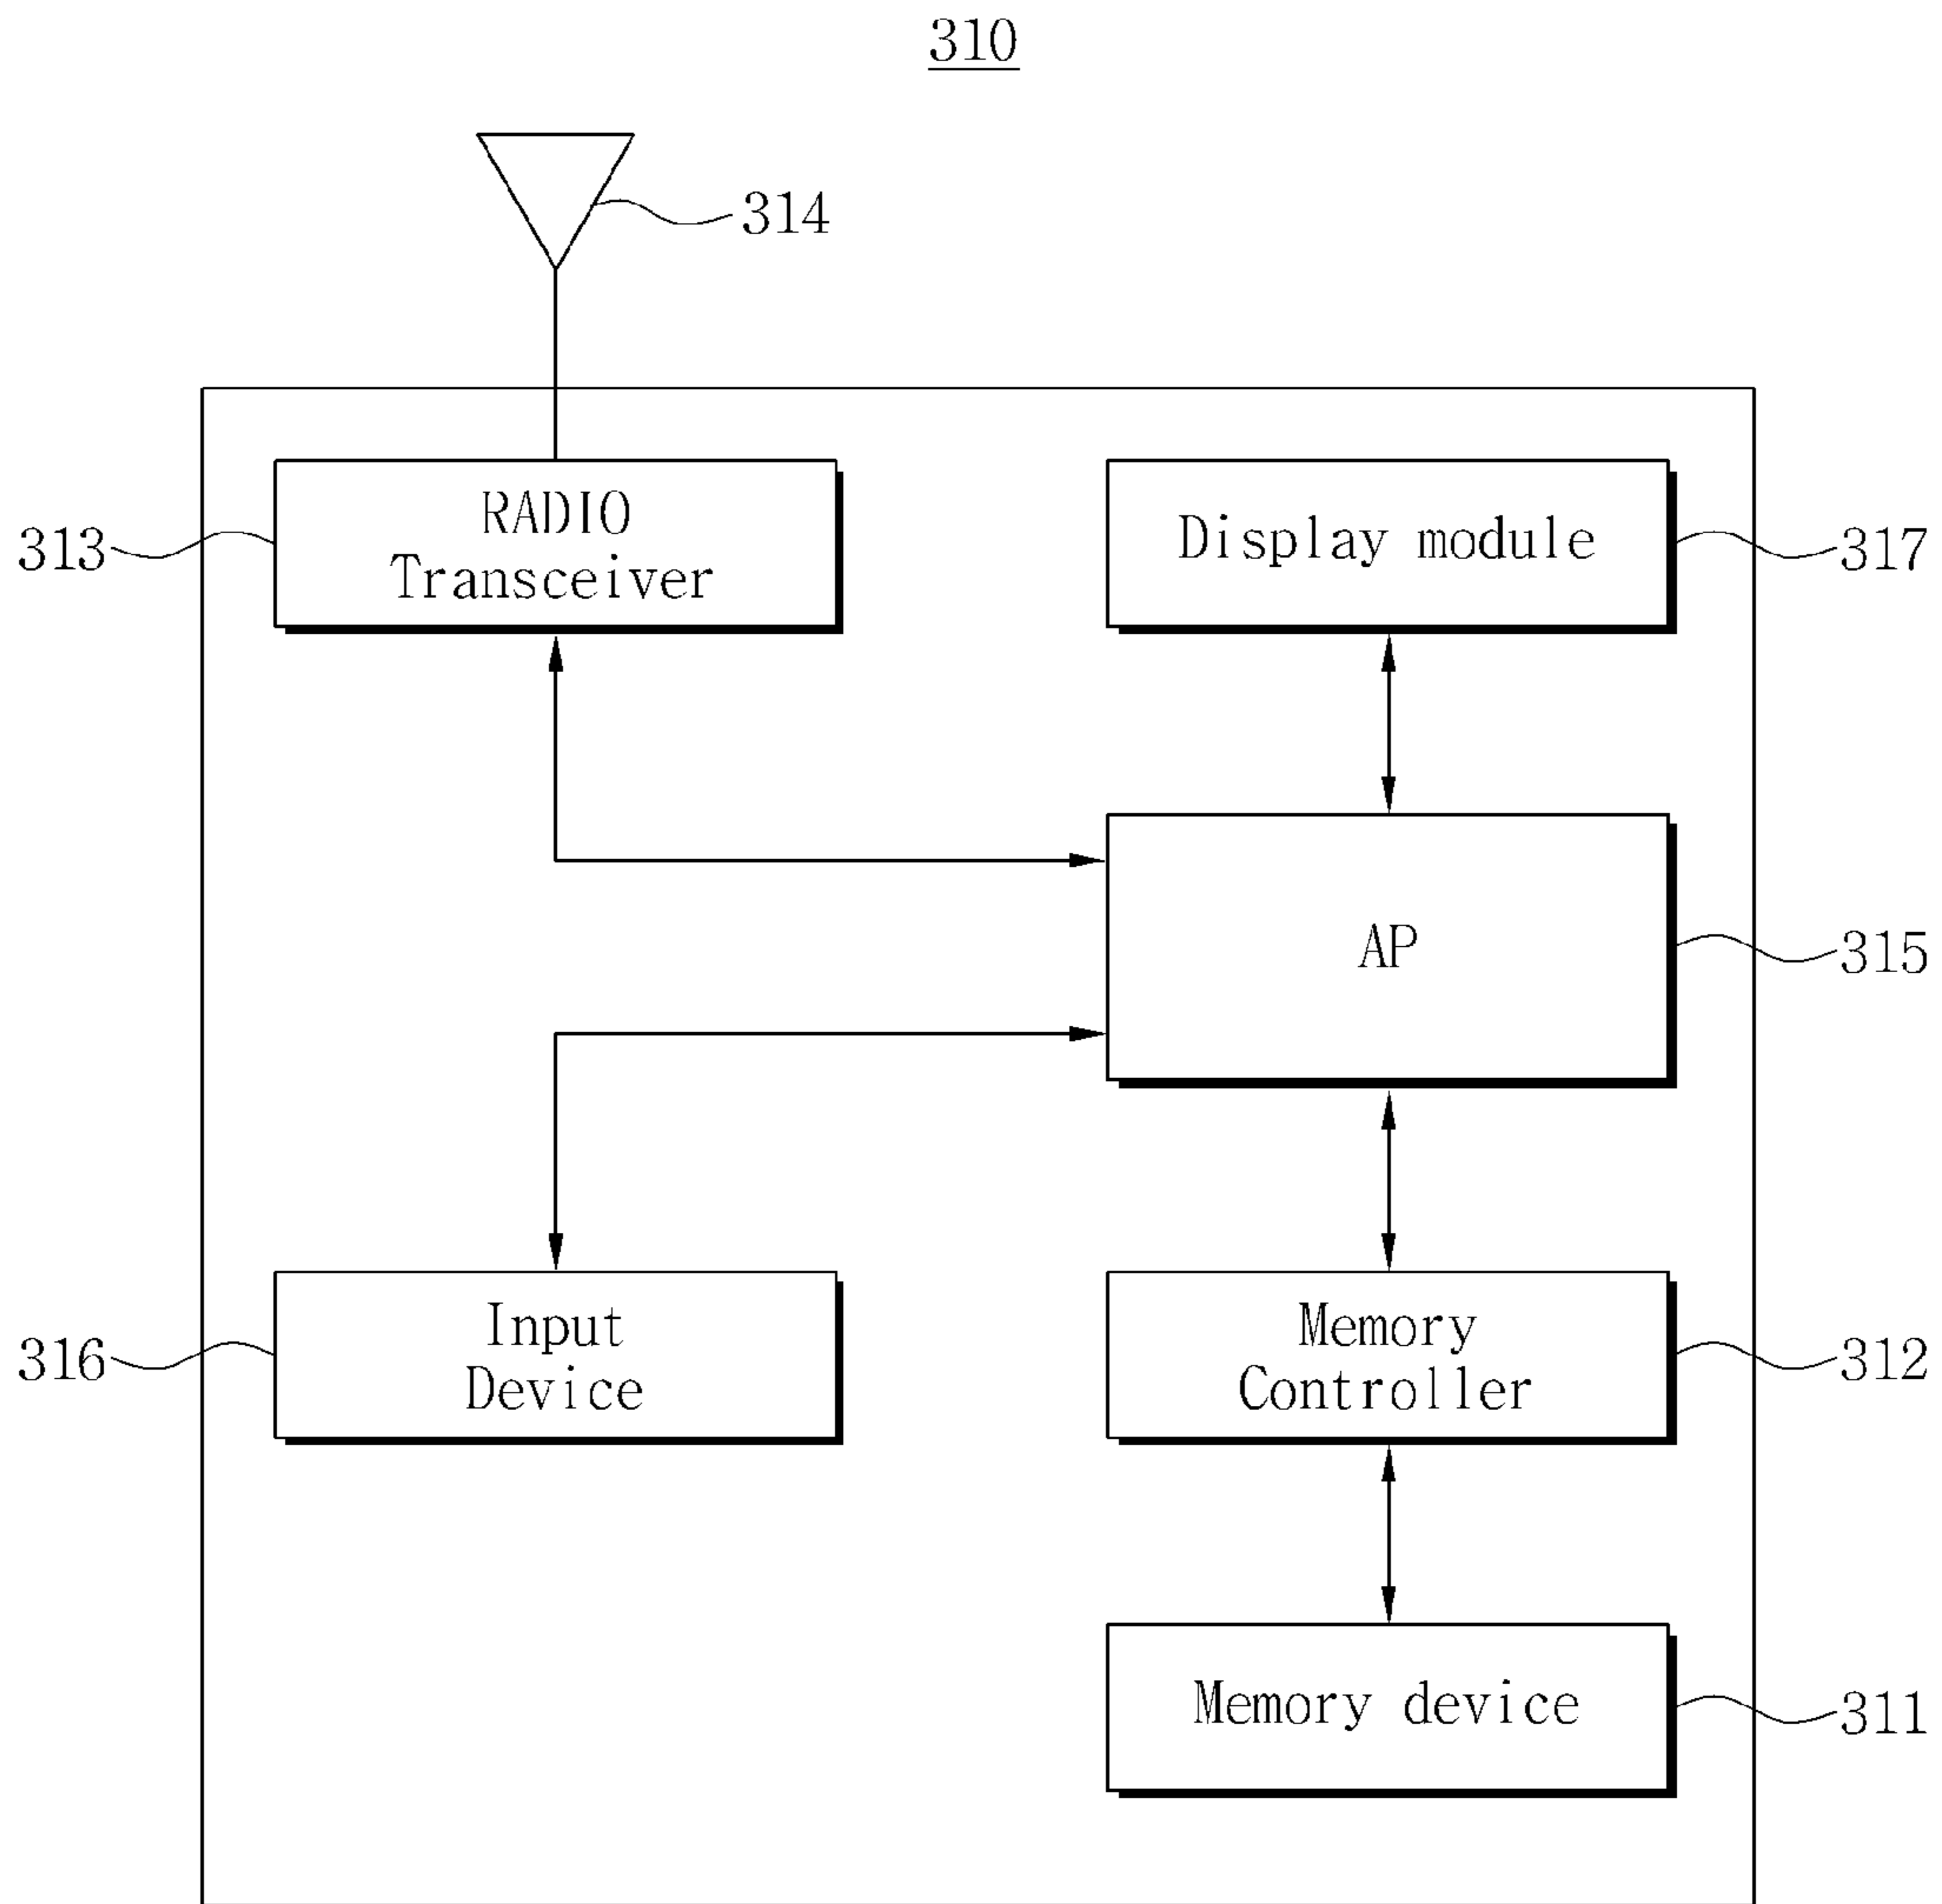 310
314
RADIO
Transceiver
313
Display module
317
AP
315
Input
Device
316
Memory
Controller
312
Memory device
311